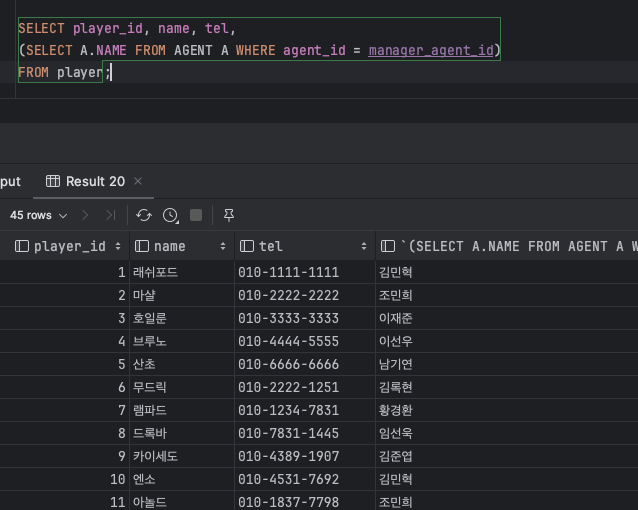 SELECT player_id, name, tel,
(SELECT A.NAME FROM AGENT A WHERE agent_id = manager_agent_id)
FROM player;
put Result 20 ×
45 rows
player_id name tel `(SELECT A.NAME FROM AGENT A W
1 래쉬포드 010-1111-1111 김민혁
2 마샬 010-2222-2222 조민희
3 호일룬 010-3333-3333 이재준
4 브루노 010-4444-5555 이선우
5 산초 010-6666-6666 남기연
6 무드릭 010-2222-1251 김록현
7 램파드 010-1234-7831 황경환
8 드록바 010-7831-1445 임선욱
9 카이세도 010-4389-1907 김준엽
10 엔소 010-4531-7692 김민혁
11 아놀드 010-1837-7798 조민희